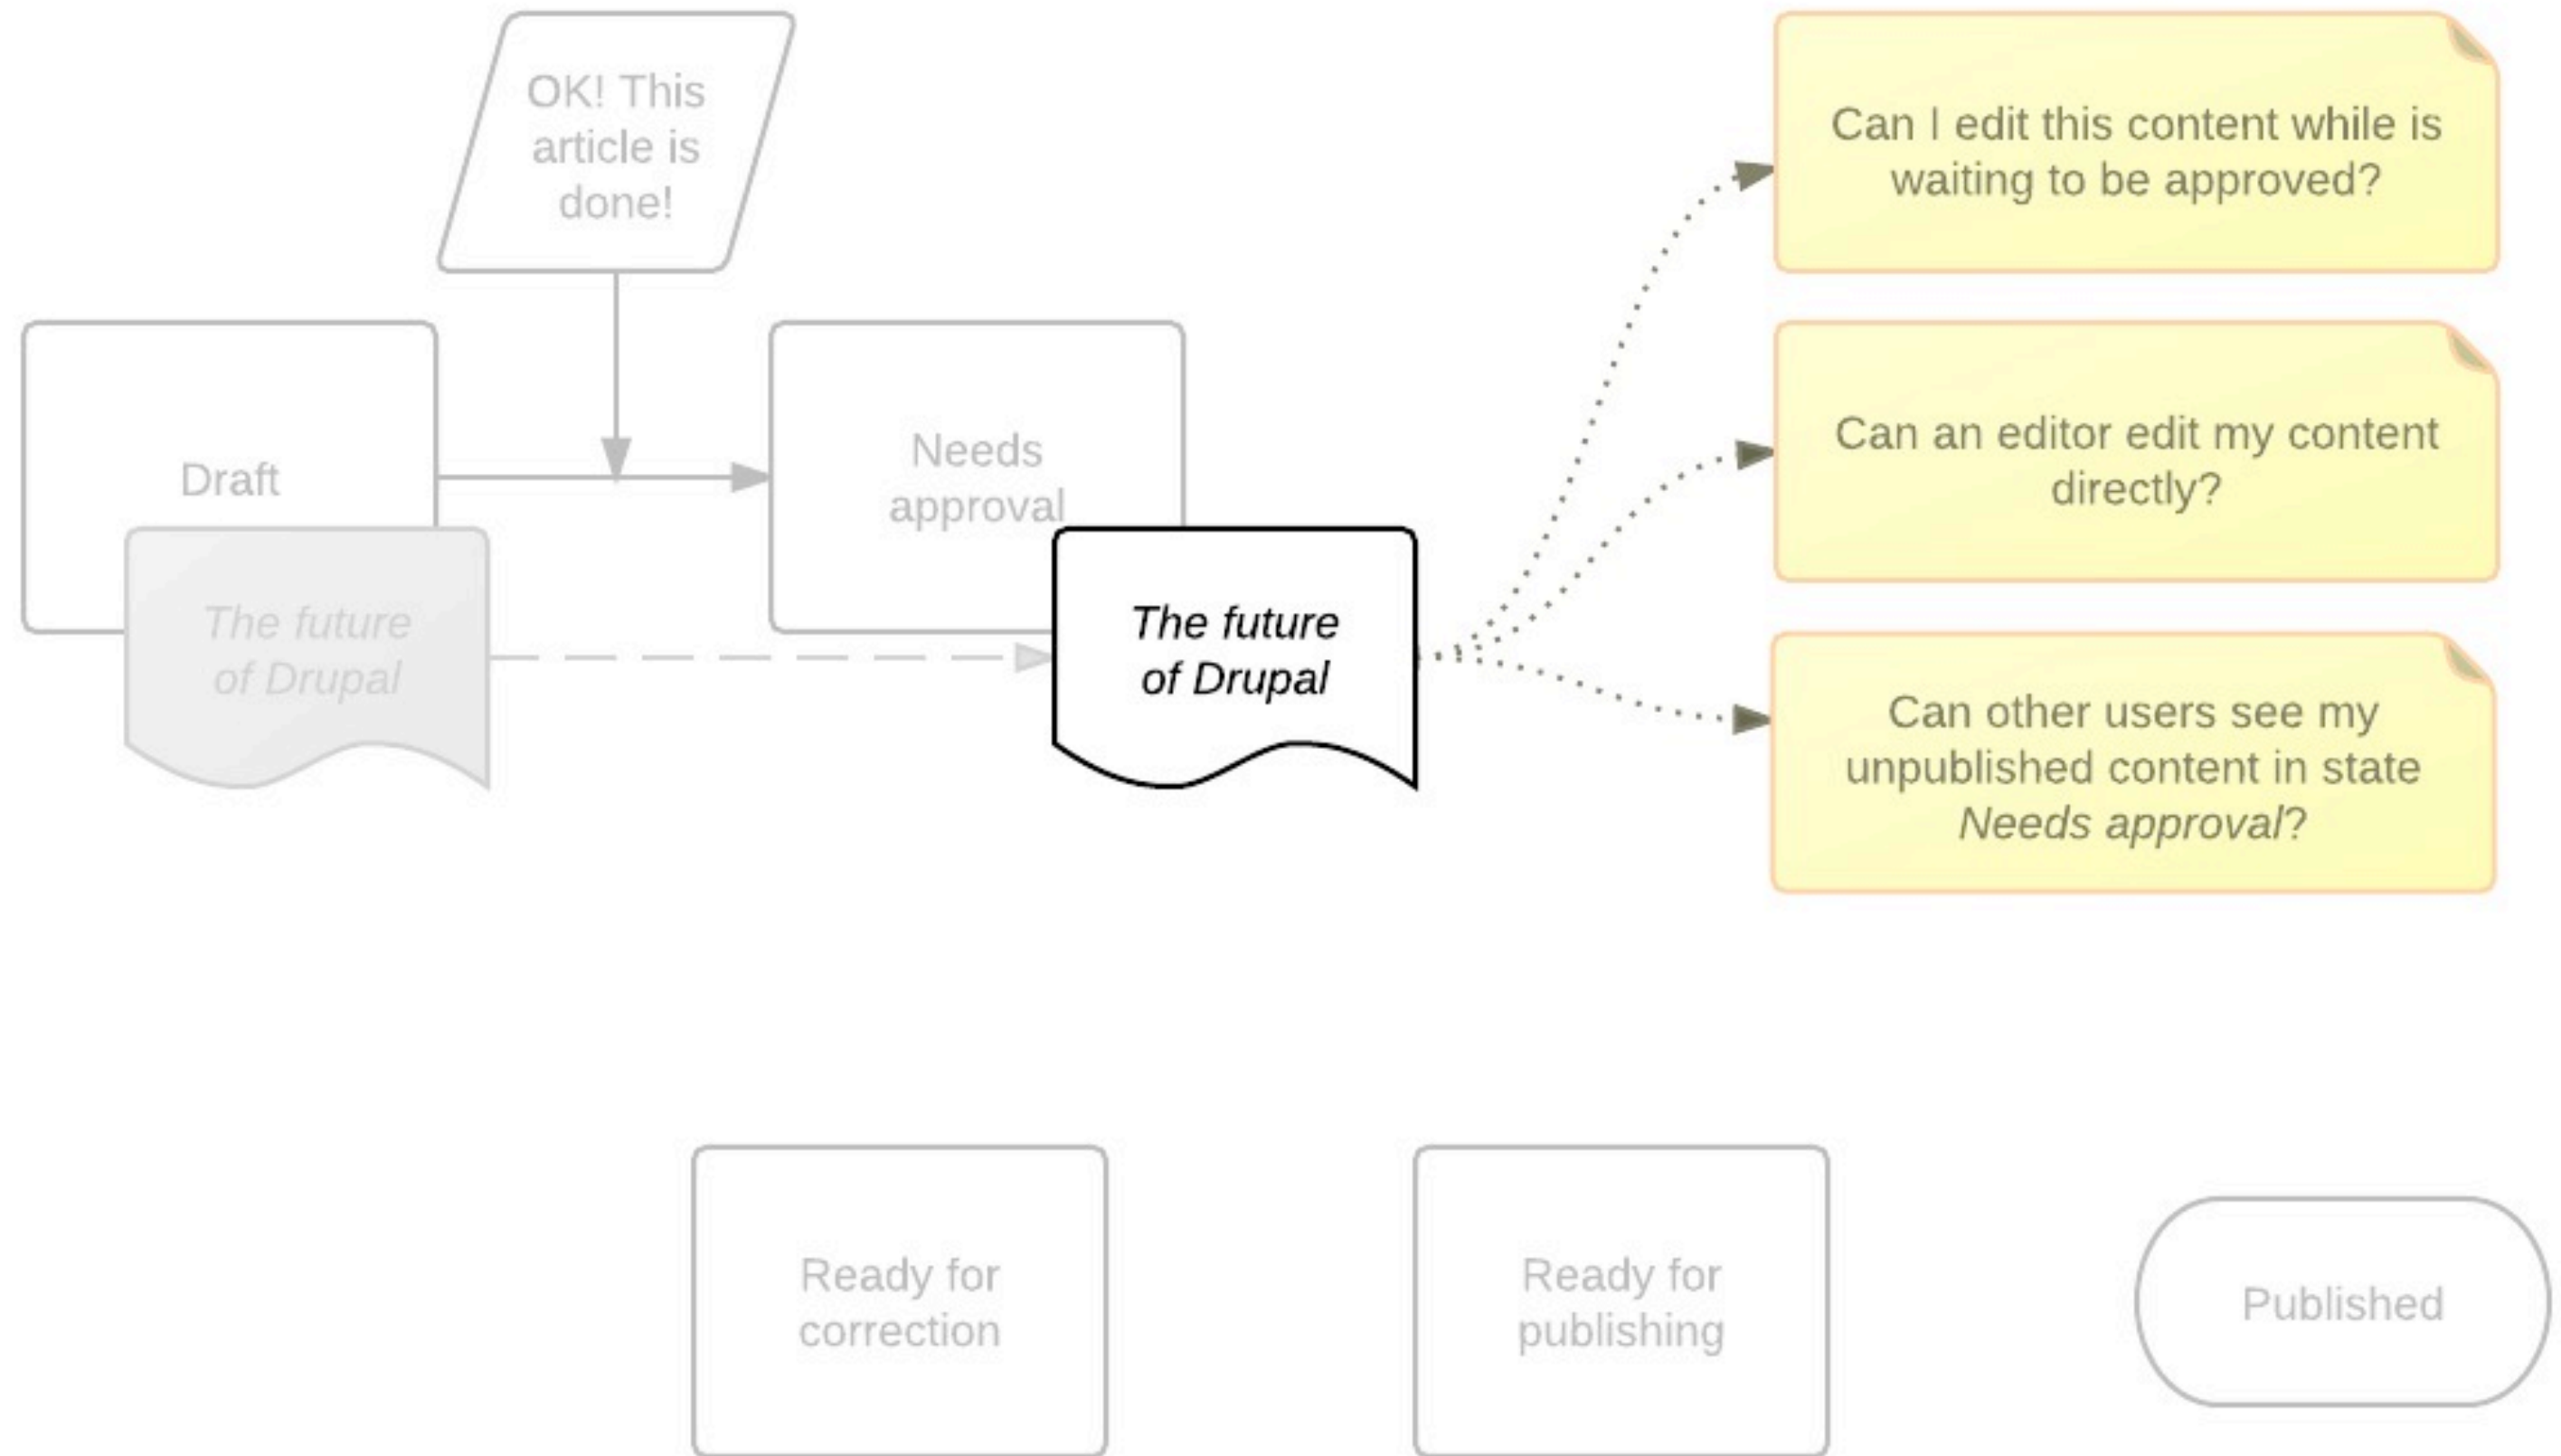 OK! This
article is
done!
Can I edit this content while is
waiting to be approved?
Draft
Needs
approval
Can an editor edit my content
directly?
The future
of Drupal
The future
of Drupal
Can other users see my
unpublished content in state
Needs approval?
Ready for
correction
Ready for
publishing
Published